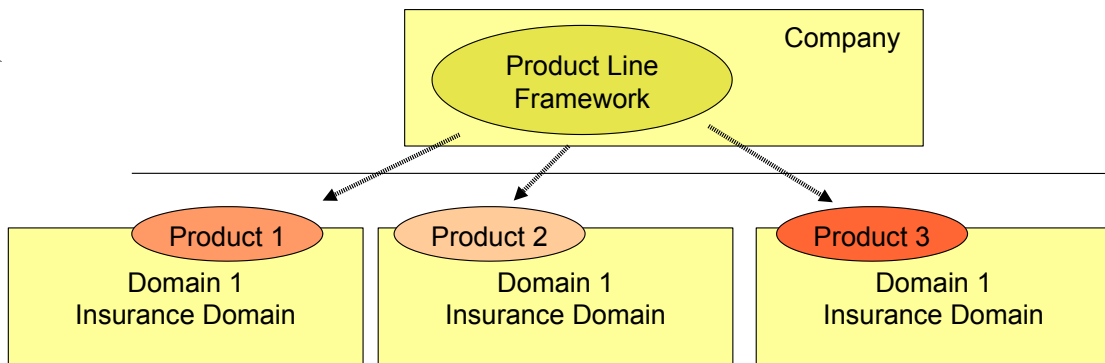 Company
Product Line
Framework
Product 1
Product 2
Product 3
Domain 1
Insurance Domain
Domain 1
Insurance Domain
Domain 1
Insurance Domain